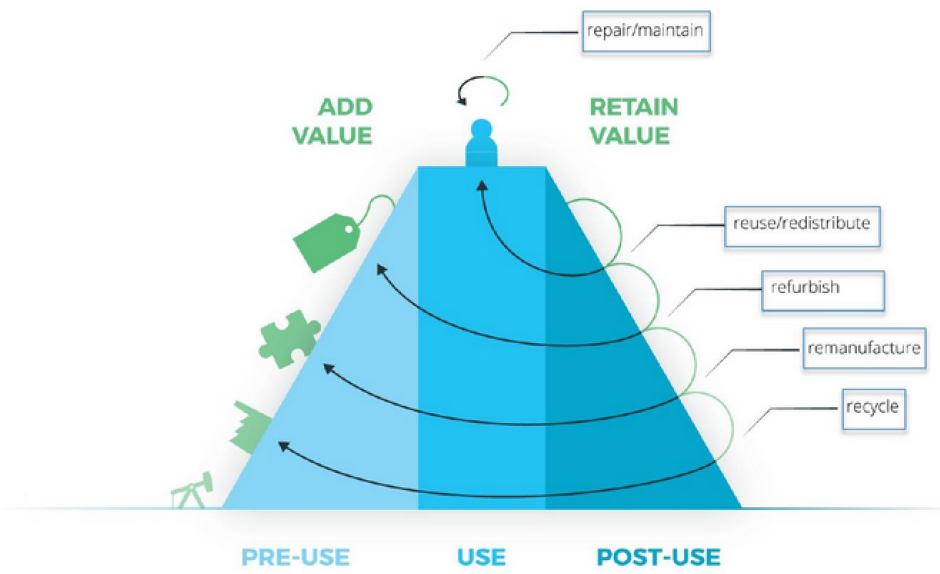 repair/maintain
ADD
VALUE
RETAIN
VALUE
reuse/redistribute
refurbish
remanufacture
recycle
PRE-USE
USE
POST-USE